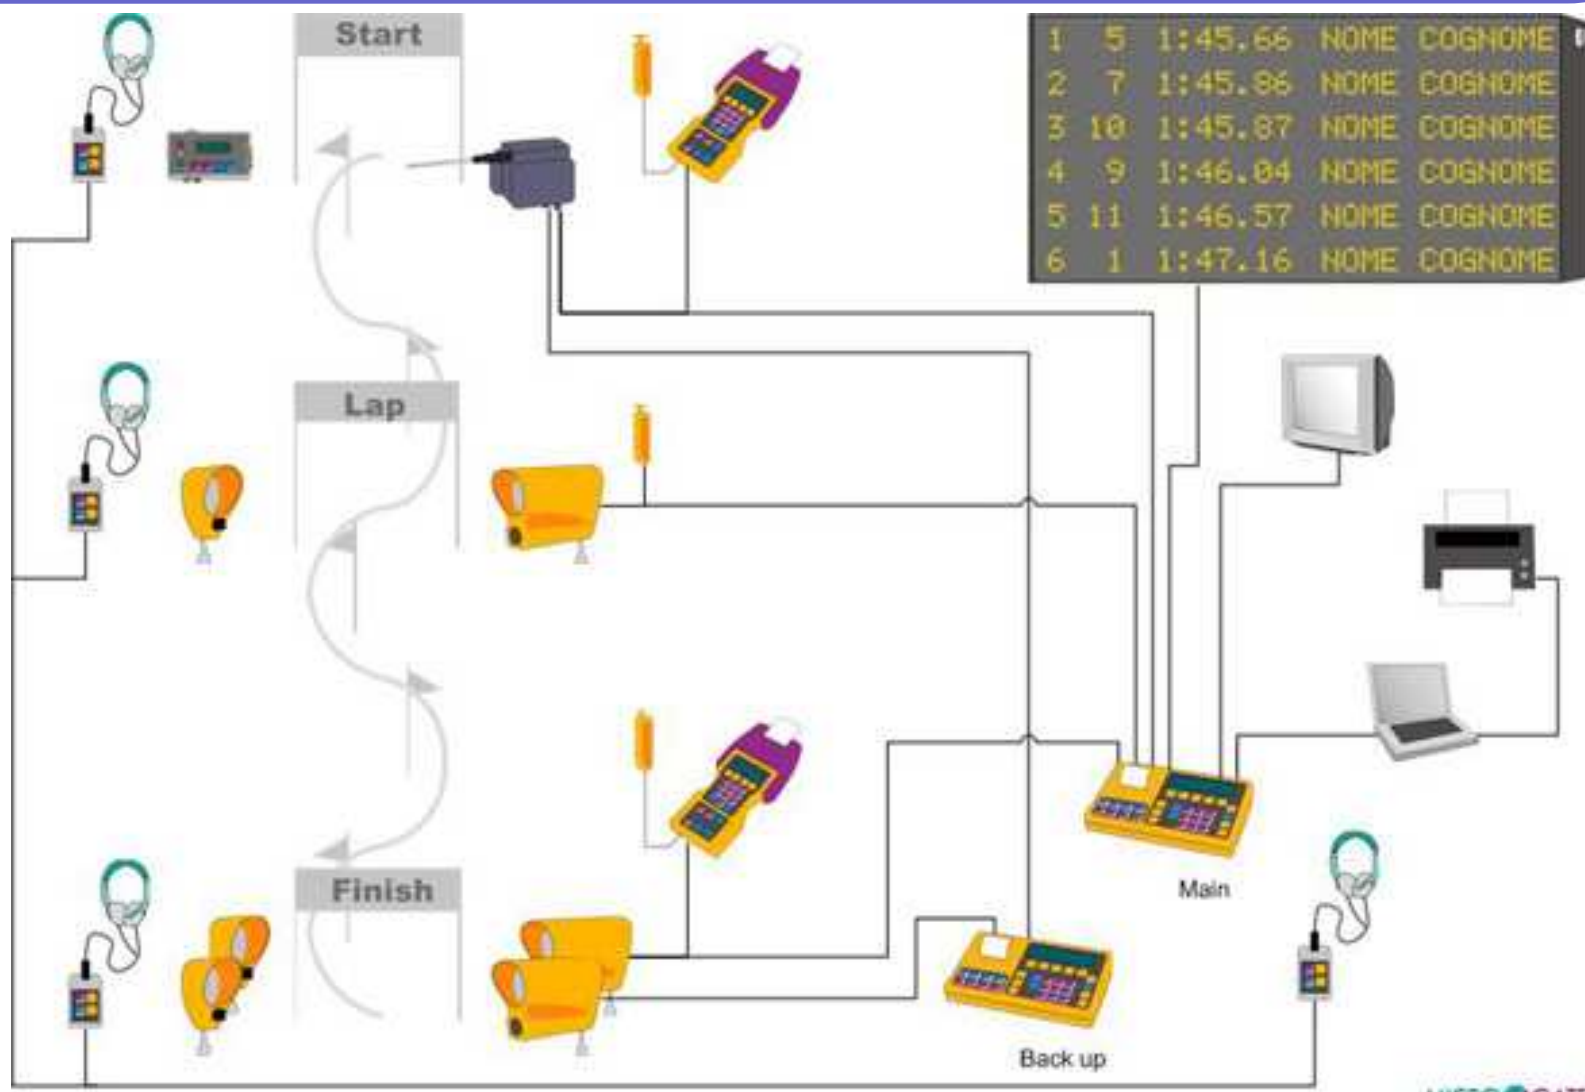 Start
1 5 1:45.66 NOME COGNOME
2 7 1:45.86 NOME COGNOME
3 10 1:45.87 NOME COGNOME
4 9 1:46.04 NOME COGNOME
5 11 1:46.57 NOME COGNOME
6 1 1:47.16 NOME COGNOME
Lap
Finish
Main
Back up